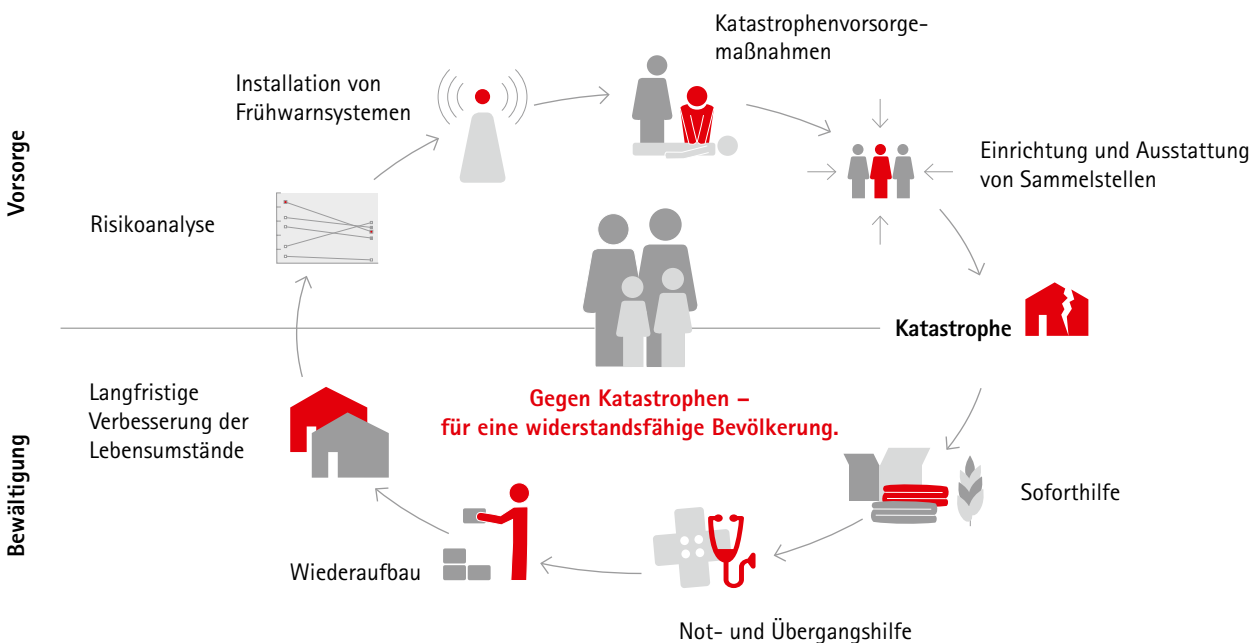 Katastrophenvorsorge-
maßnahmen
Installation von
Frühwarnsystemen
Einrichtung und Ausstattung
von Sammelstellen
Vorsorge
Risikoanalyse
Katastrophe
Gegen Katastrophen –
für eine widerstandsfähige Bevölkerung.
Langfristige
Verbesserung der
Lebensumstände
Bewältigung
Soforthilfe
Wiederaufbau
Not- und Übergangshilfe